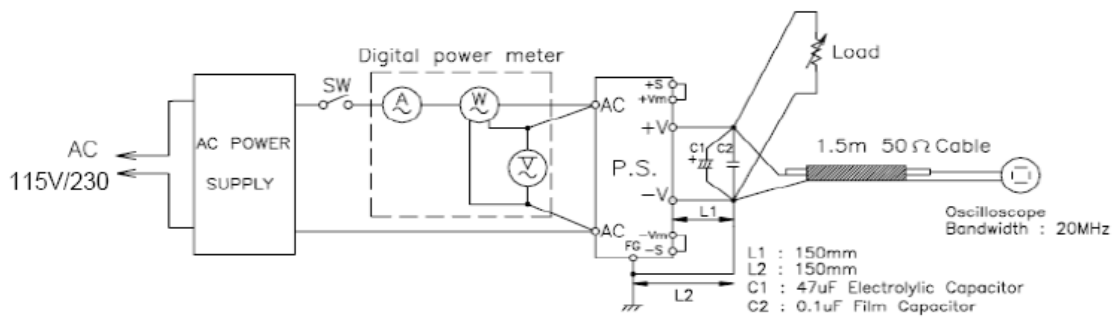 Digital power meter
SW
A
W
V
AC
115V/230
AC POWER
SUPPLY
AC
AC
P.S.
+S
+Vm
+V
-V
-Vm
-S
FG
C1
+
C2
L1
L2
Load
1.5m 50Ω Cable
Oscilloscope
Bandwidth : 20MHz
L1 : 150mm
L2 : 150mm
C1 : 47uF Electrolylic Capacitor
C2 : 0.1uF Film Capacitor